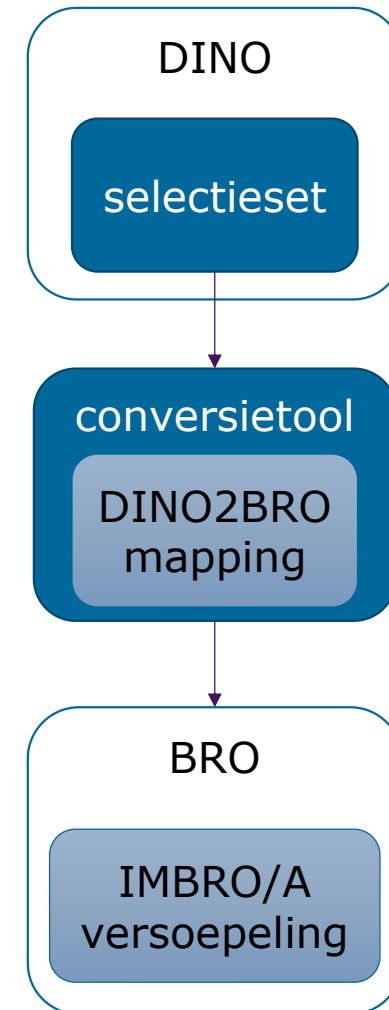 DINO
selectieset
conversietool
DINO2BRO
mapping
BRO
IMBRO/A
versoepeling